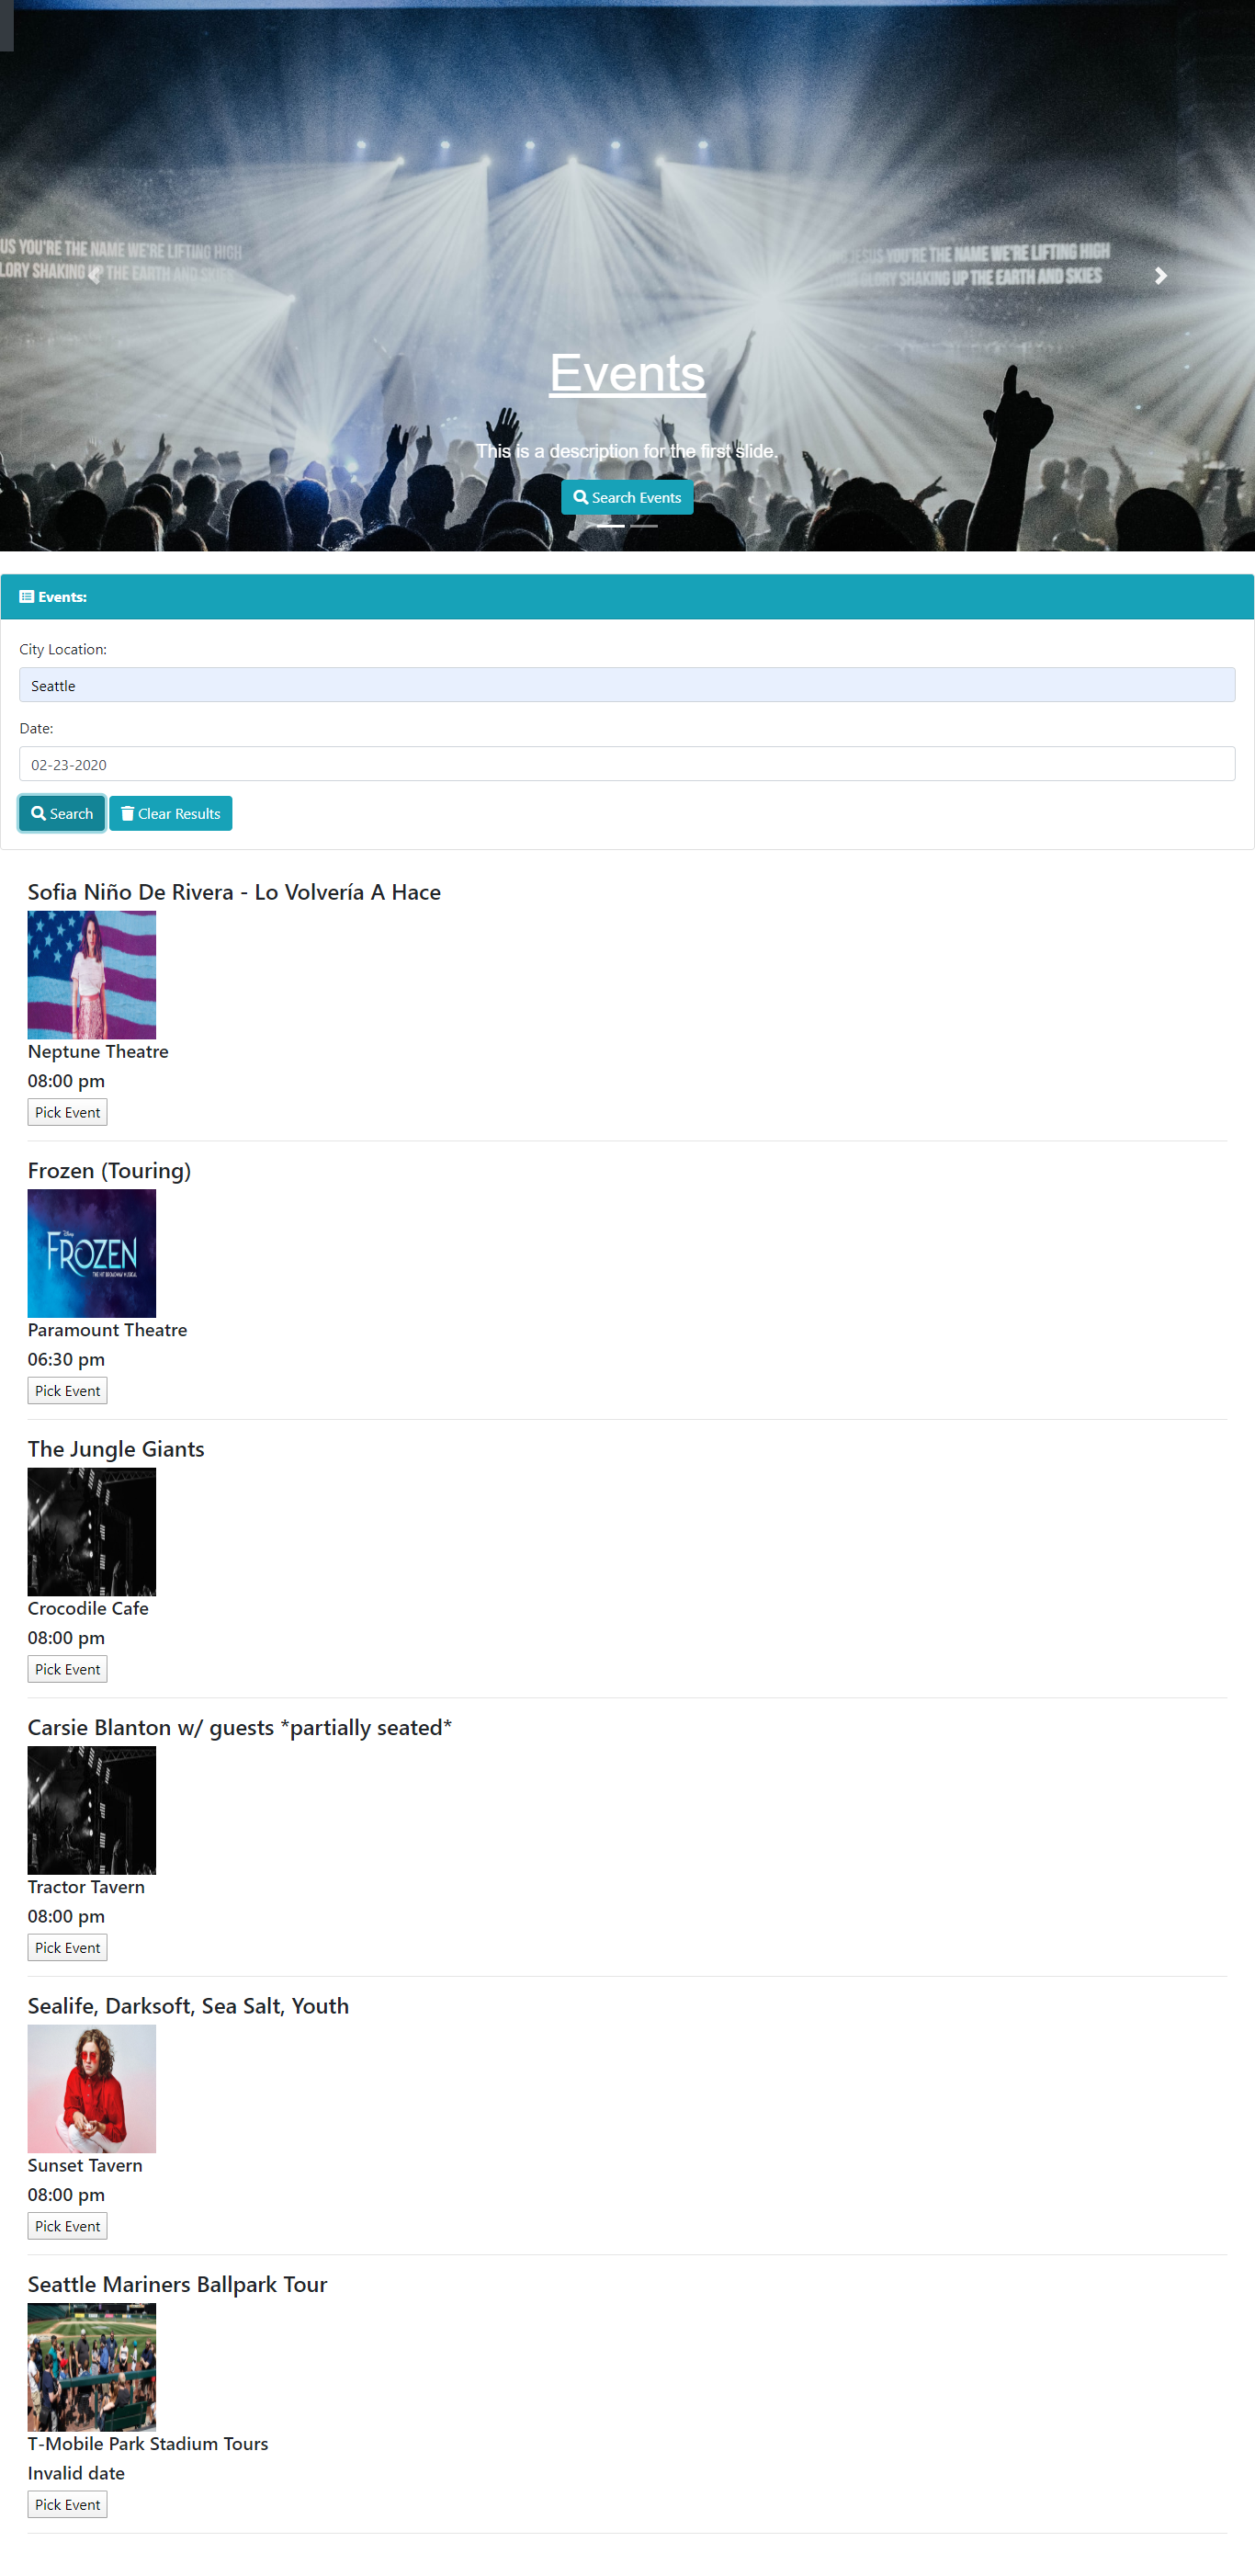 US YOU'RE THE NAME WE'RE LIFTING HIGH
LORY SHAKING UP THE EARTH AND SKIES
JESUS YOU'RE THE NAME WE'RE LIFTING HIGH
GLORY SHAKING UP THE EARTH AND SKIES
Events
This is a description for the first slide.
Search Events
Events:
City Location:
Seattle
Date:
02-23-2020
Search Clear Results
Sofia Niño De Rivera - Lo Volvería A Hace
Neptune Theatre
08:00 pm
Pick Event
Frozen (Touring)
Disney
FROZEN
THE HIT BROADWAY MUSICAL
Paramount Theatre
06:30 pm
Pick Event
The Jungle Giants
Crocodile Cafe
08:00 pm
Pick Event
Carsie Blanton w/ guests *partially seated*
Tractor Tavern
08:00 pm
Pick Event
Sealife, Darksoft, Sea Salt, Youth
Sunset Tavern
08:00 pm
Pick Event
Seattle Mariners Ballpark Tour
T-Mobile Park Stadium Tours
Invalid date
Pick Event